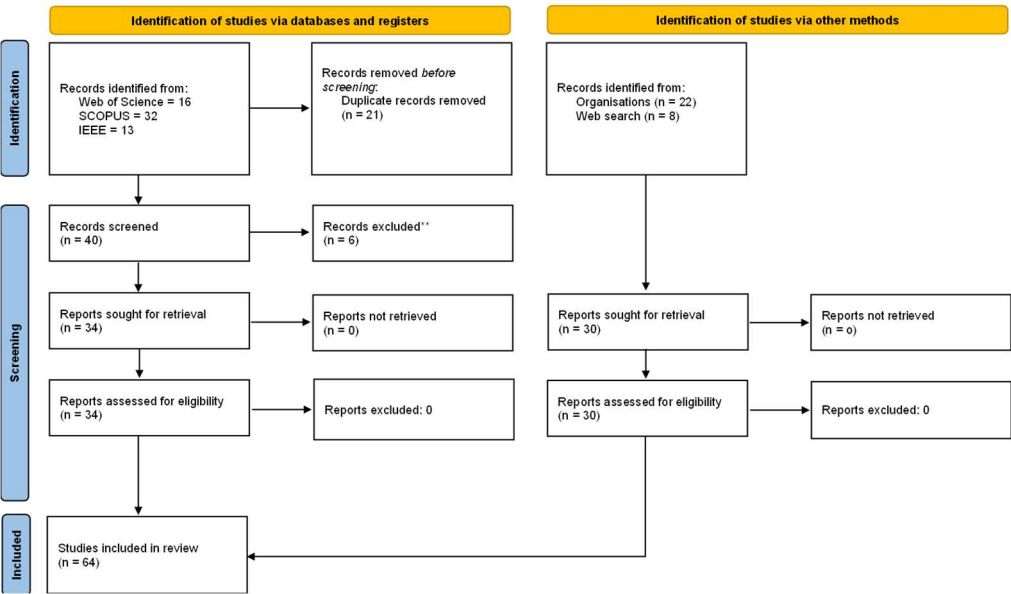 Identification of studies via databases and registers
Identification of studies via other methods
Identification
Records identified from:
Web of Science = 16
SCOPUS = 32
IEEE = 13
Records removed before
screening:
Duplicate records removed
(n = 21)
Records identified from:
Organisations (n = 22)
Web search (n = 8)
Screening
Records screened
(n = 40)
Records excluded**
(n = 6)
Reports sought for retrieval
(n = 34)
Reports not retrieved
(n = 0)
Reports sought for retrieval
(n = 30)
Reports not retrieved
(n = o)
Reports assessed for eligibility
(n = 34)
Reports excluded: 0
Reports assessed for eligibility
(n = 30)
Reports excluded: 0
Included
Studies included in review
(n = 64)